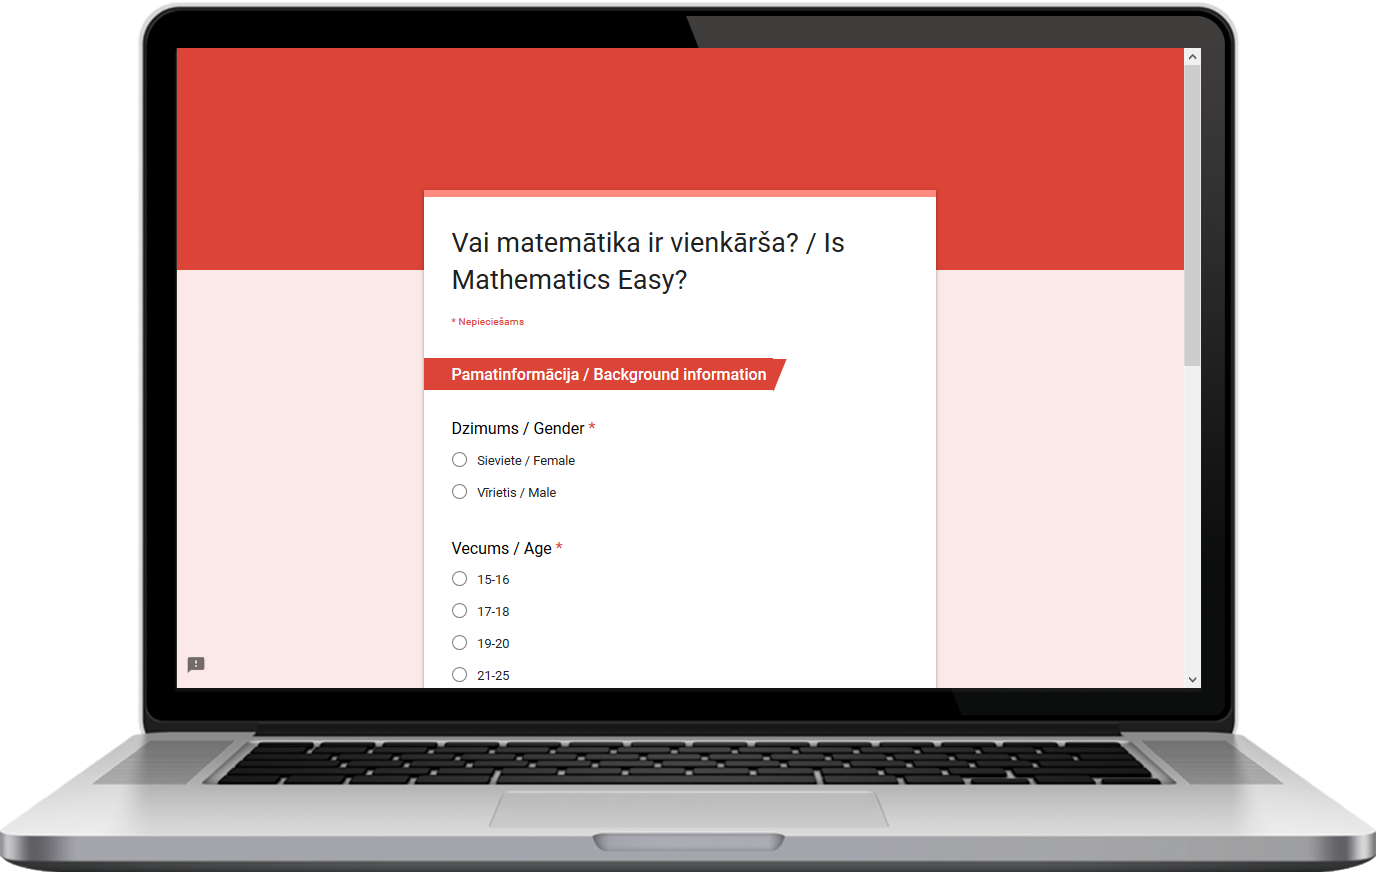 Vai matemātika ir vienkārša? / Is
Mathematics Easy?
* Nepieciešams
Pamatinformācija / Background information
Dzimums / Gender *
Sieviete / Female
Vīrietis / Male
Vecums / Age *
15-16
17-18
19-20
21-25